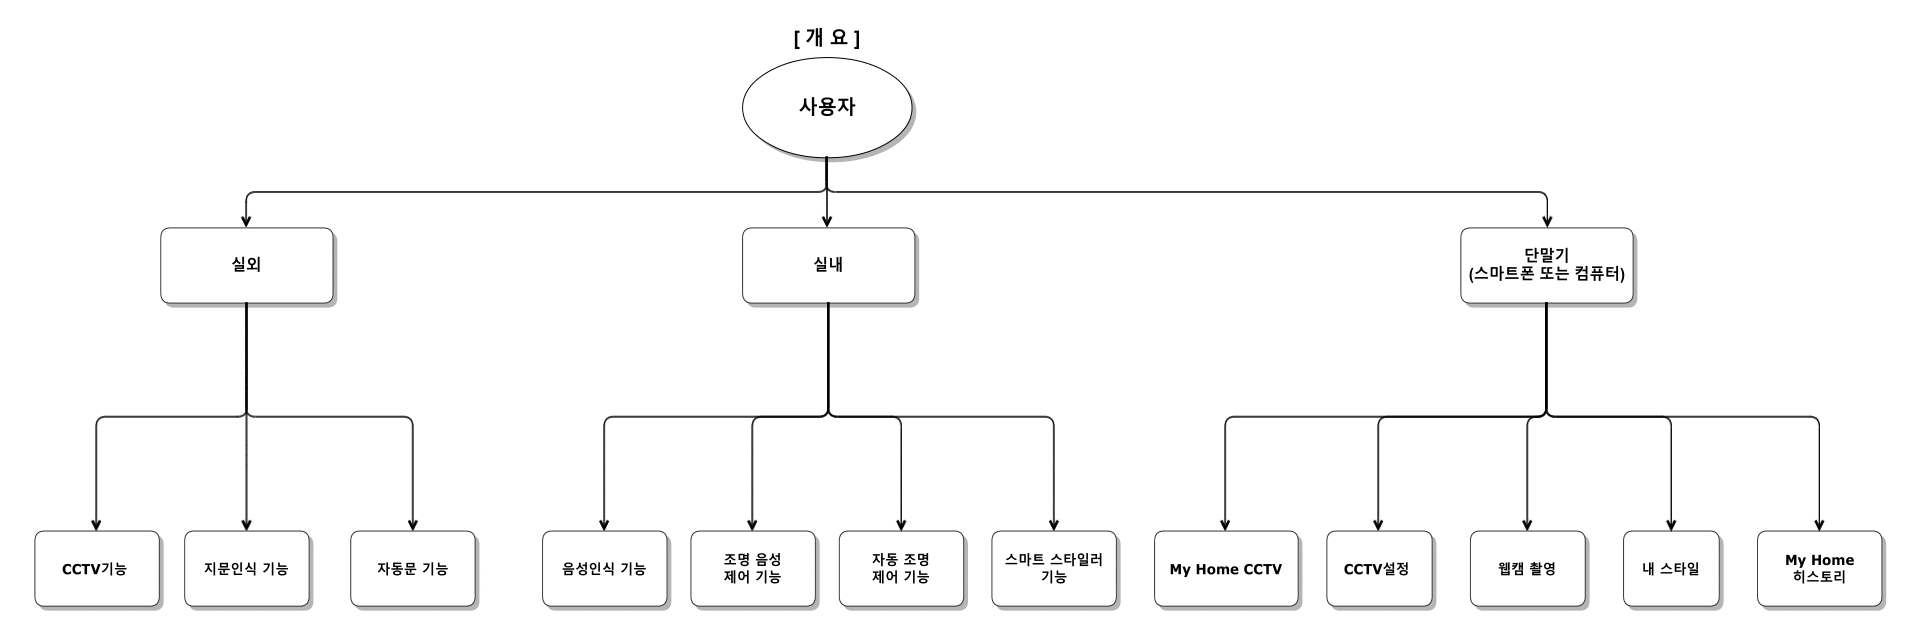 [ 개 요 ]
사용자
실외
실내
단말기
(스마트폰 또는 컴퓨터)
CCTV기능
지문인식 기능
자동문 기능
음성인식 기능
조명 음성
제어 기능
자동 조명
제어 기능
스마트 스타일러
기능
My Home CCTV
CCTV설정
웹캠 촬영
내 스타일
My Home
히스토리